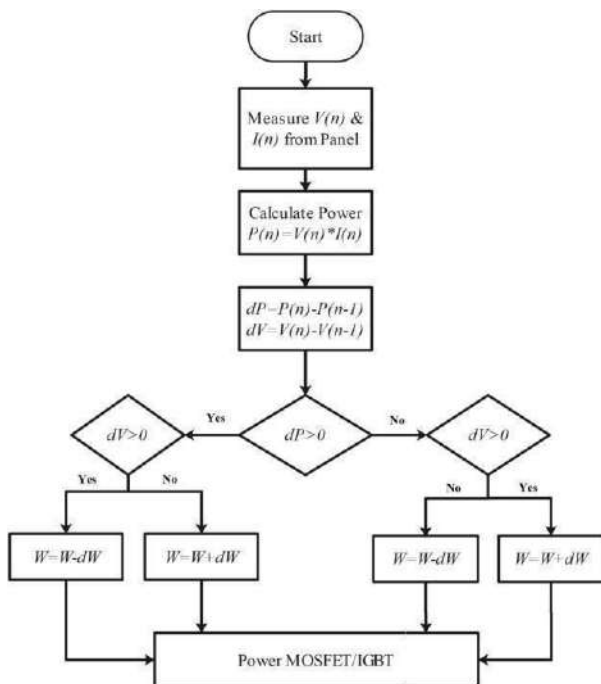 Start
Measure V(n) &
I(n) from Panel
Calculate Power
P(n)=V(n)*I(n)
dP=P(n)-P(n-1)
dV=V(n)-V(n-1)
dV>0
Yes
dP>0
No
dV>0
Yes
No
No
Yes
W=W-dW
W=W+dW
W=W-dW
W=W+dW
Power MOSFET/IGBT